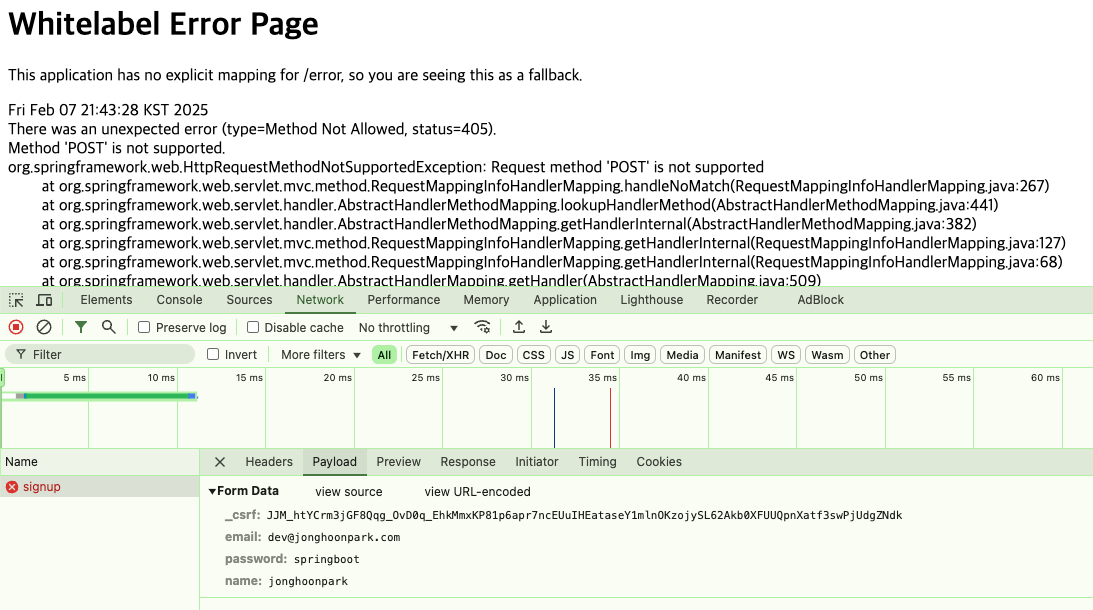 Whitelabel Error Page
This application has no explicit mapping for /error, so you are seeing this as a fallback.
Fri Feb 07 21:43:28 KST 2025
There was an unexpected error (type=Method Not Allowed, status=405).
Method 'POST' is not supported.
org.springframework.web.HttpRequestMethodNotSupportedException: Request method 'POST' is not supported
at org.springframework.web.servlet.mvc.method.RequestMappingInfoHandlerMapping.handleNoMatch(RequestMappingInfoHandlerMapping.java:267)
at org.springframework.web.servlet.handler.AbstractHandlerMethodMapping.lookupHandlerMethod(AbstractHandlerMethodMapping.java:441)
at org.springframework.web.servlet.handler.AbstractHandlerMethodMapping.getHandlerInternal(AbstractHandlerMethodMapping.java:382)
at org.springframework.web.servlet.mvc.method.RequestMappingInfoHandlerMapping.getHandlerInternal(RequestMappingInfoHandlerMapping.java:127)
at org.springframework.web.servlet.mvc.method.RequestMappingInfoHandlerMapping.getHandlerInternal(RequestMappingInfoHandlerMapping.java:68)
at org.springframework.web.servlet.handler.AbstractHandlerMapping.getHandler(AbstractHandlerMapping.java:509)
Elements Console Sources Network Performance Memory Application Lighthouse Recorder AdBlock
Preserve log Disable cache No throttling
Filter Invert More filters All Fetch/XHR Doc CSS JS Font Img Media Manifest WS Wasm Other
5 ms 10 ms 15 ms 20 ms 25 ms 30 ms 35 ms 40 ms 45 ms 50 ms 55 ms 60 ms
Name Headers Payload Preview Response Initiator Timing Cookies
signup
Form Data view source view URL-encoded
_csrf: JJM_htYCrm3jGF8Qqg_OvD0q_EhkMmxKP81p6apr7ncEUuIHEataseY1mlnOKzojySL62Akb0XFUUQpnXatf3swPjUdgZNdk
email: dev@jonghoonpark.com
password: springboot
name: jonghoonpark